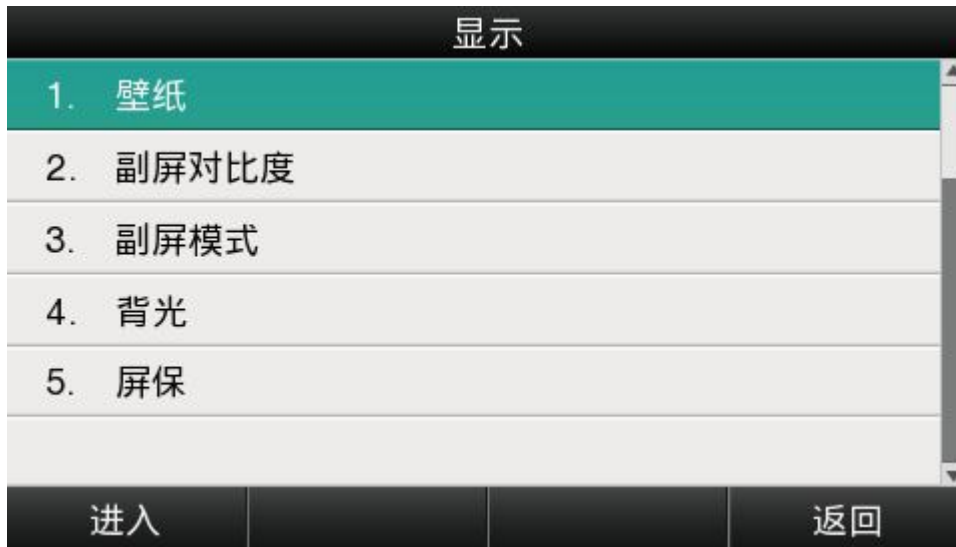 显示
1. 壁纸
2. 副屏对比度
3. 副屏模式
4. 背光
5. 屏保
进入 返回